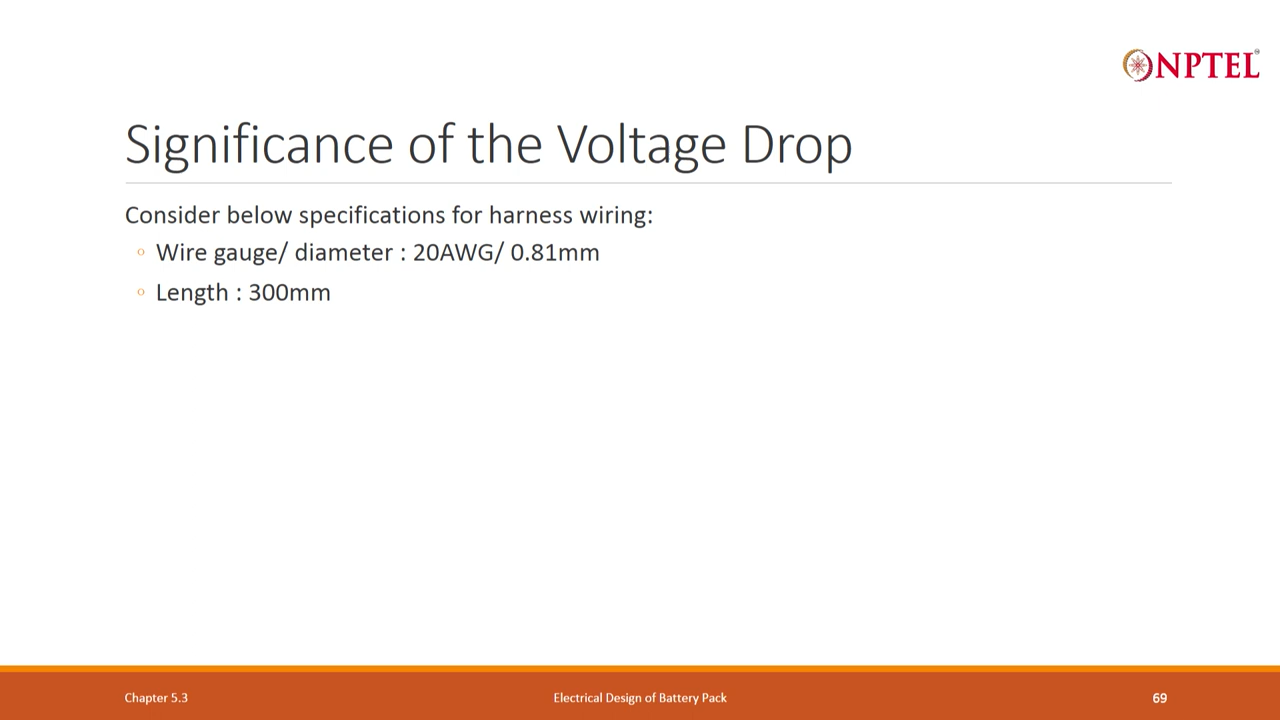 NPTEL
Significance of the Voltage Drop
Consider below specifications for harness wiring:
◦ Wire gauge/ diameter : 20AWG/ 0.81mm
◦ Length : 300mm
Chapter 5.3
Electrical Design of Battery Pack
69